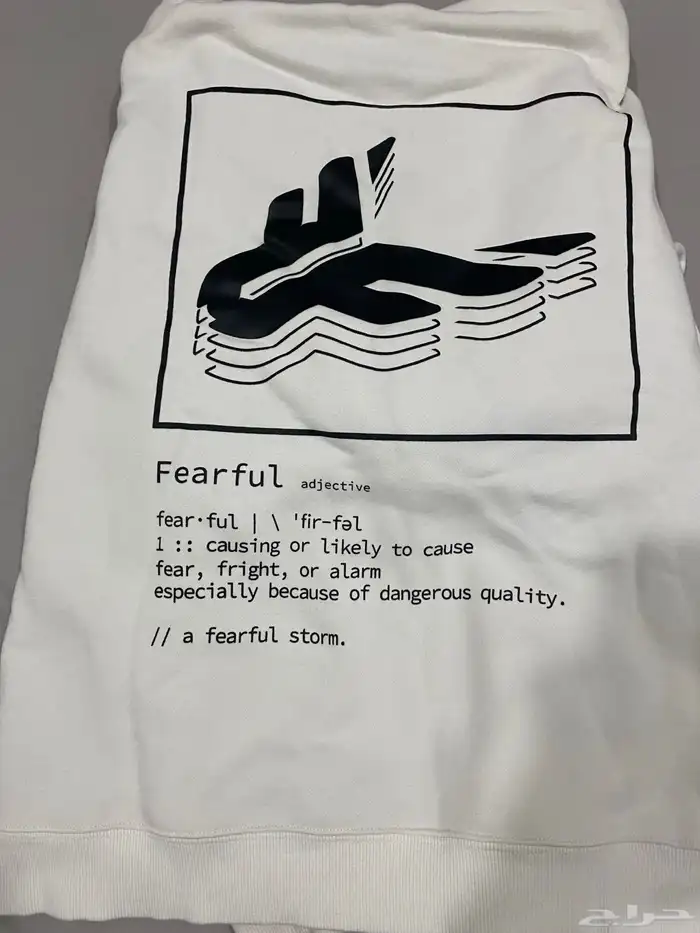 Fearful adjective
fear·ful | \ 'fir-fəl
1 :: causing or likely to cause
fear, fright, or alarm
especially because of dangerous quality.
// a fearful storm.
حراج